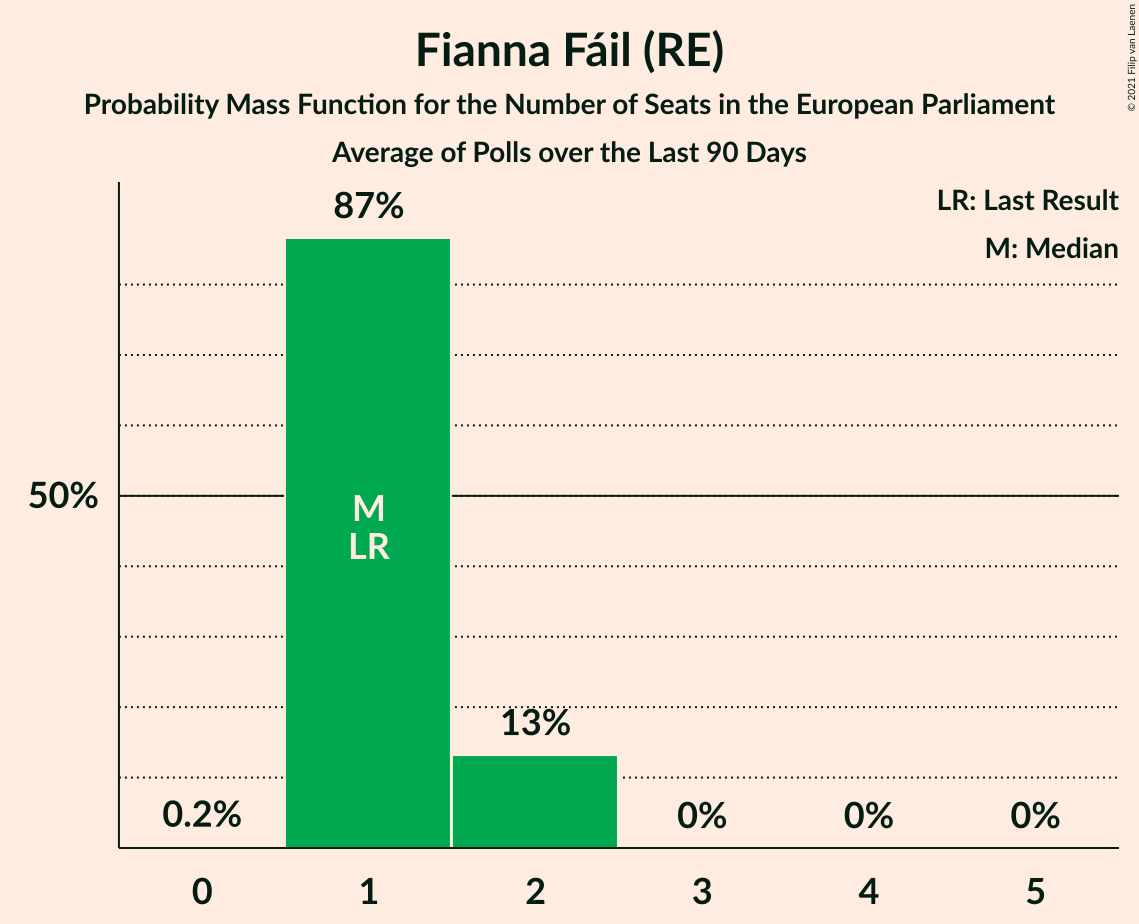 Fianna Fáil (RE)
Probability Mass Function for the Number of Seats in the European Parliament
Average of Polls over the Last 90 Days
© 2021 Filip van Laenen
LR: Last Result
M: Median
87%
50%
M
LR
13%
0.2%
0%
0%
0%
0
1
2
3
4
5